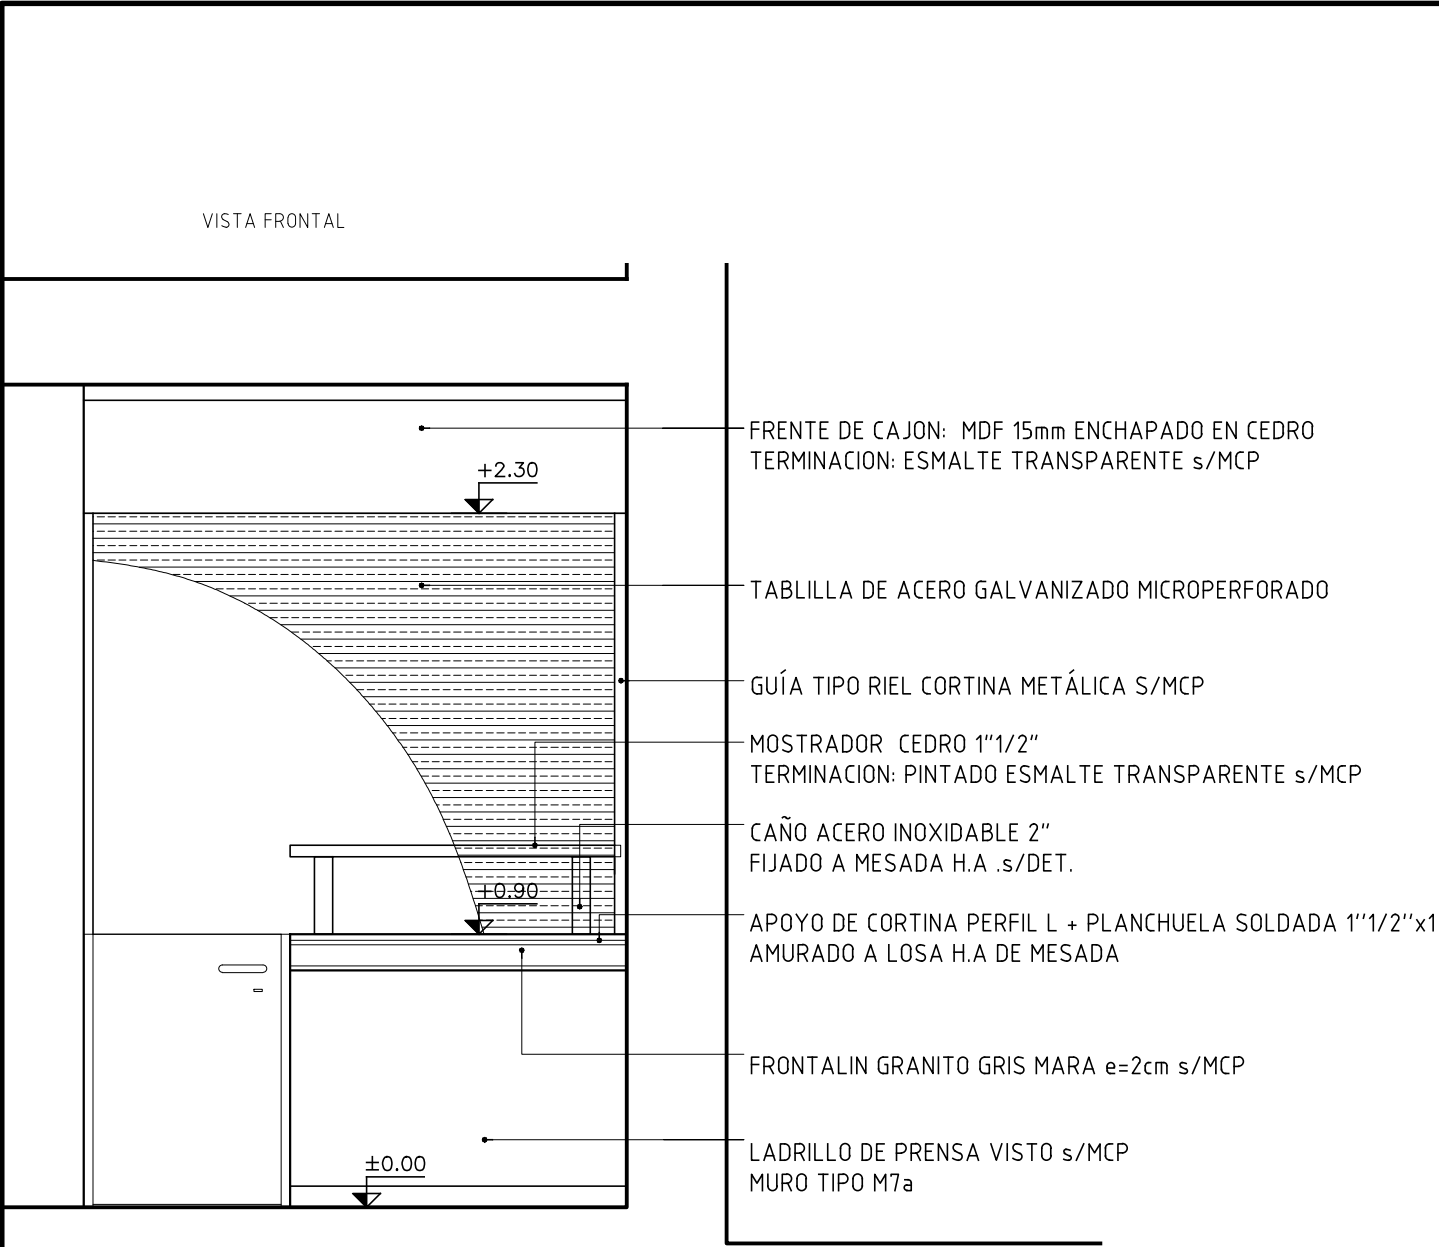 VISTA FRONTAL
FRENTE DE CAJON: MDF 15mm ENCHAPADO EN CEDRO
TERMINACION: ESMALTE TRANSPARENTE s/MCP
+2.30
TABLILLA DE ACERO GALVANIZADO MICROPERFORADO
GUÍA TIPO RIEL CORTINA METÁLICA S/MCP
MOSTRADOR CEDRO 1"1/2"
TERMINACION: PINTADO ESMALTE TRANSPARENTE s/MCP
CAÑO ACERO INOXIDABLE 2"
FIJADO A MESADA H.A .s/DET.
+0.90
APOYO DE CORTINA PERFIL L + PLANCHUELA SOLDADA 1''1/2''x1
AMURADO A LOSA H.A DE MESADA
FRONTALIN GRANITO GRIS MARA e=2cm s/MCP
LADRILLO DE PRENSA VISTO s/MCP
MURO TIPO M7a
±0.00